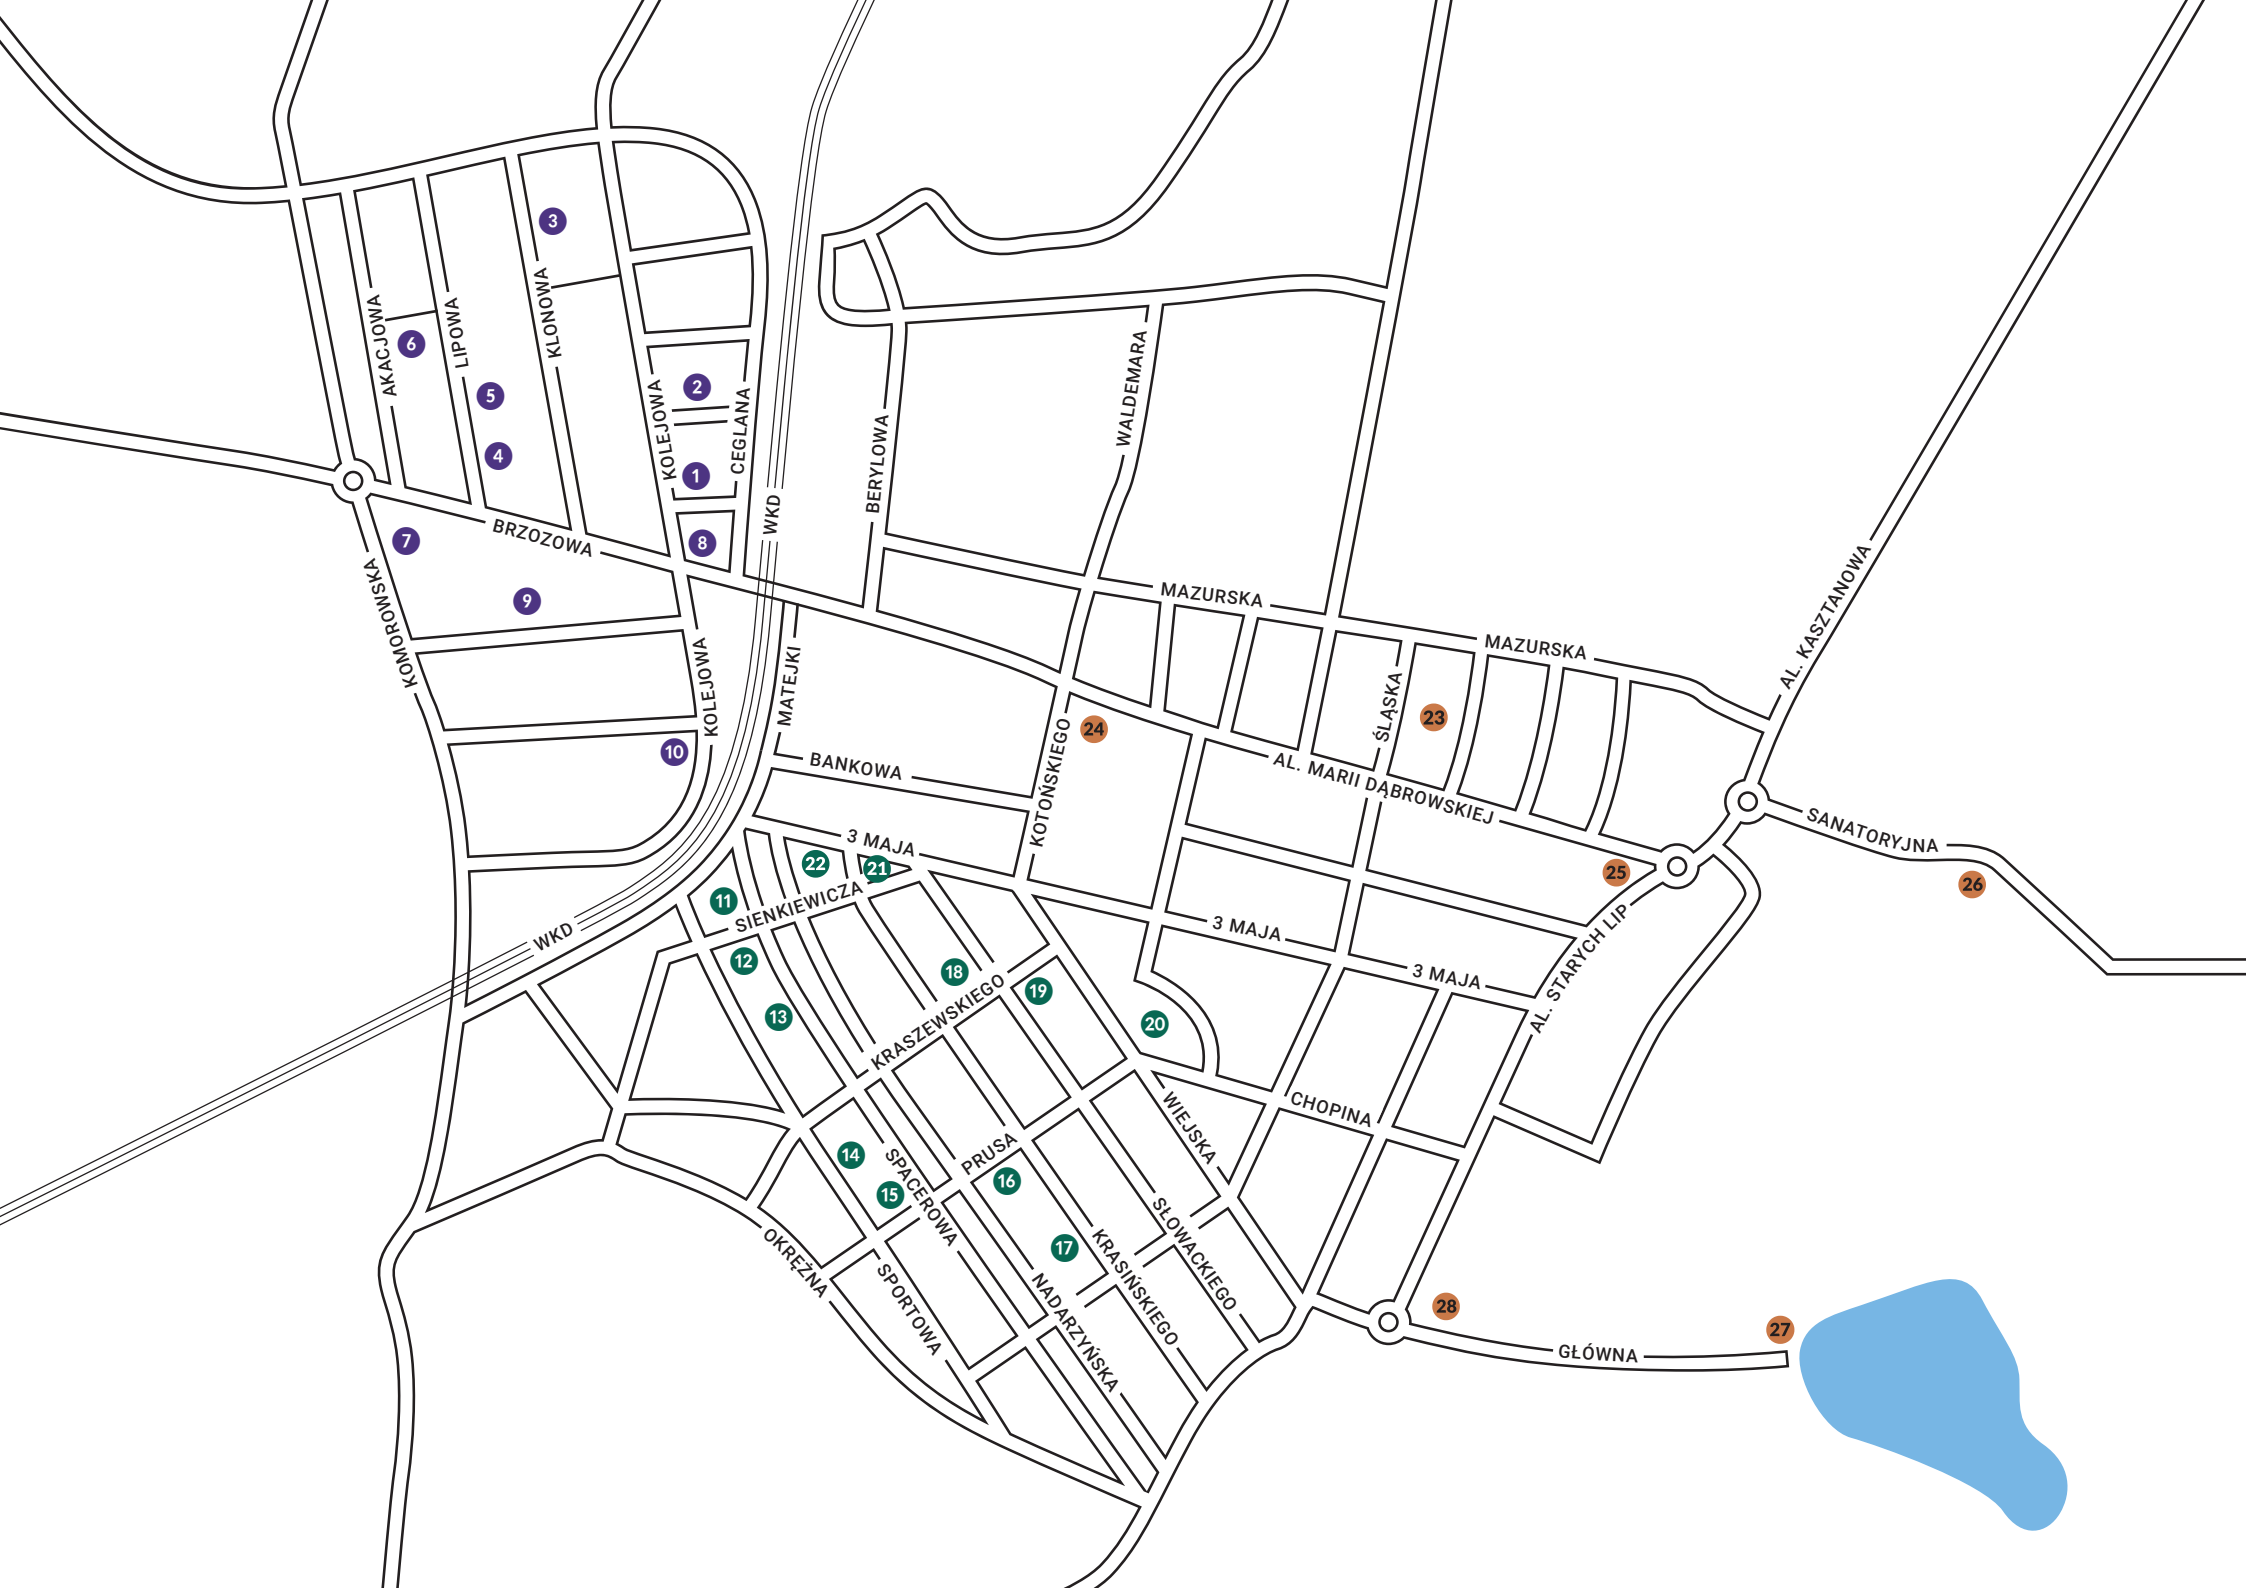 3
AKACJOWA
LIPOWA
KLONOWA
6
5
2
KOLEJOWA
CEGLANA
4
1
WALDEMARA
BERYLOWA
WKD
7
BRZOZOWA
8
KOMOROWSKA
9
MAZURSKA
MAZURSKA
AL. KASZTANOWA
KOLEJOWA
MATEJKI
10
BANKOWA
KOTOŃSKIEGO
24
ŚLĄSKA
23
AL. MARII DĄBROWSKIEJ
SANATORYJNA
3 MAJA
22
21
25
26
11
SIENKIEWICZA
WKD
3 MAJA
AL. STARYCH LIP
12
18
3 MAJA
19
13
KRASZEWSKIEGO
20
CHOPINA
WIEJSKA
14
PRUSA
SPACEROWA
15
16
17
SŁOWACKIEGO
OKRĘŻNA
SPORTOWA
KRASIŃSKIEGO
NADARZYŃSKA
28
27
GŁÓWNA